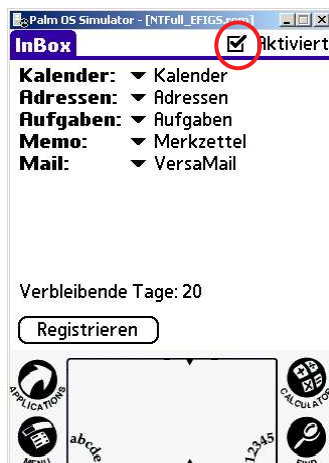 Palm OS Simulator - [NTFull_EFIGS.rom]
InBox Aktiviert
Kalender: Kalender
Adressen: Adressen
Aufgaben: Aufgaben
Memo: Merkzettel
Mail: VersaMail
Verbleibende Tage: 20
Registrieren
APPLICATIONS
CALCULATOR
abcde
12345
MENU
FIND